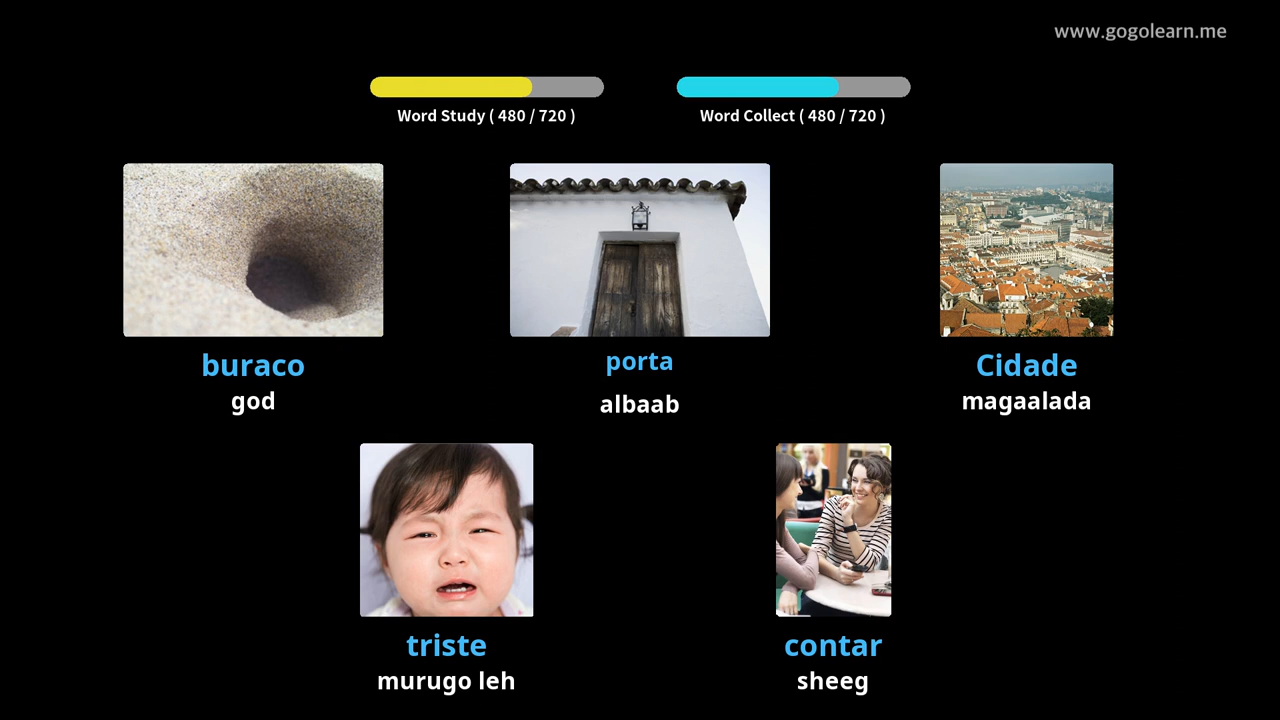 www.gogolearn.me
Word Study ( 480 / 720 )
Word Collect ( 480 / 720 )
buraco
god
porta
albaab
Cidade
magaalada
triste
murugo leh
contar
sheeg